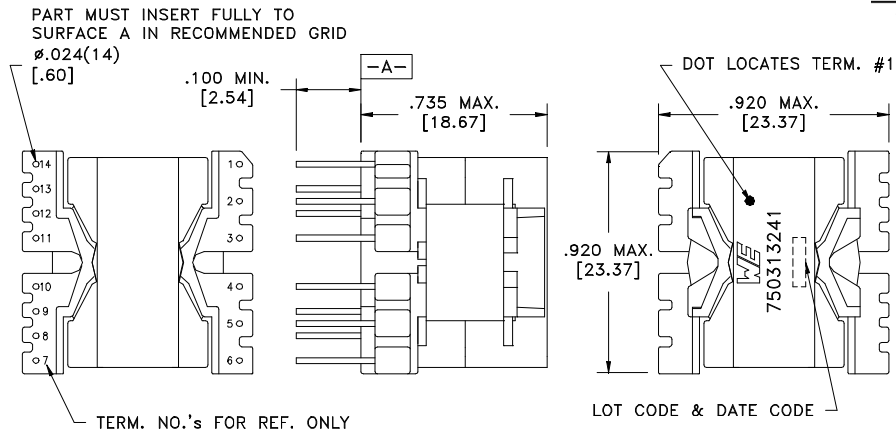 PART MUST INSERT FULLY TO
SURFACE A IN RECOMMENDED GRID
ø.024(14)
[.60]
.100 MIN.
[2.54]
-A-
.735 MAX.
[18.67]
DOT LOCATES TERM. #1
.920 MAX.
[23.37]
14
13
12
11
10
9
8
7
1
2
3
4
5
6
.920 MAX.
[23.37]
WE
750313241
TERM. NO.'s FOR REF. ONLY
LOT CODE & DATE CODE